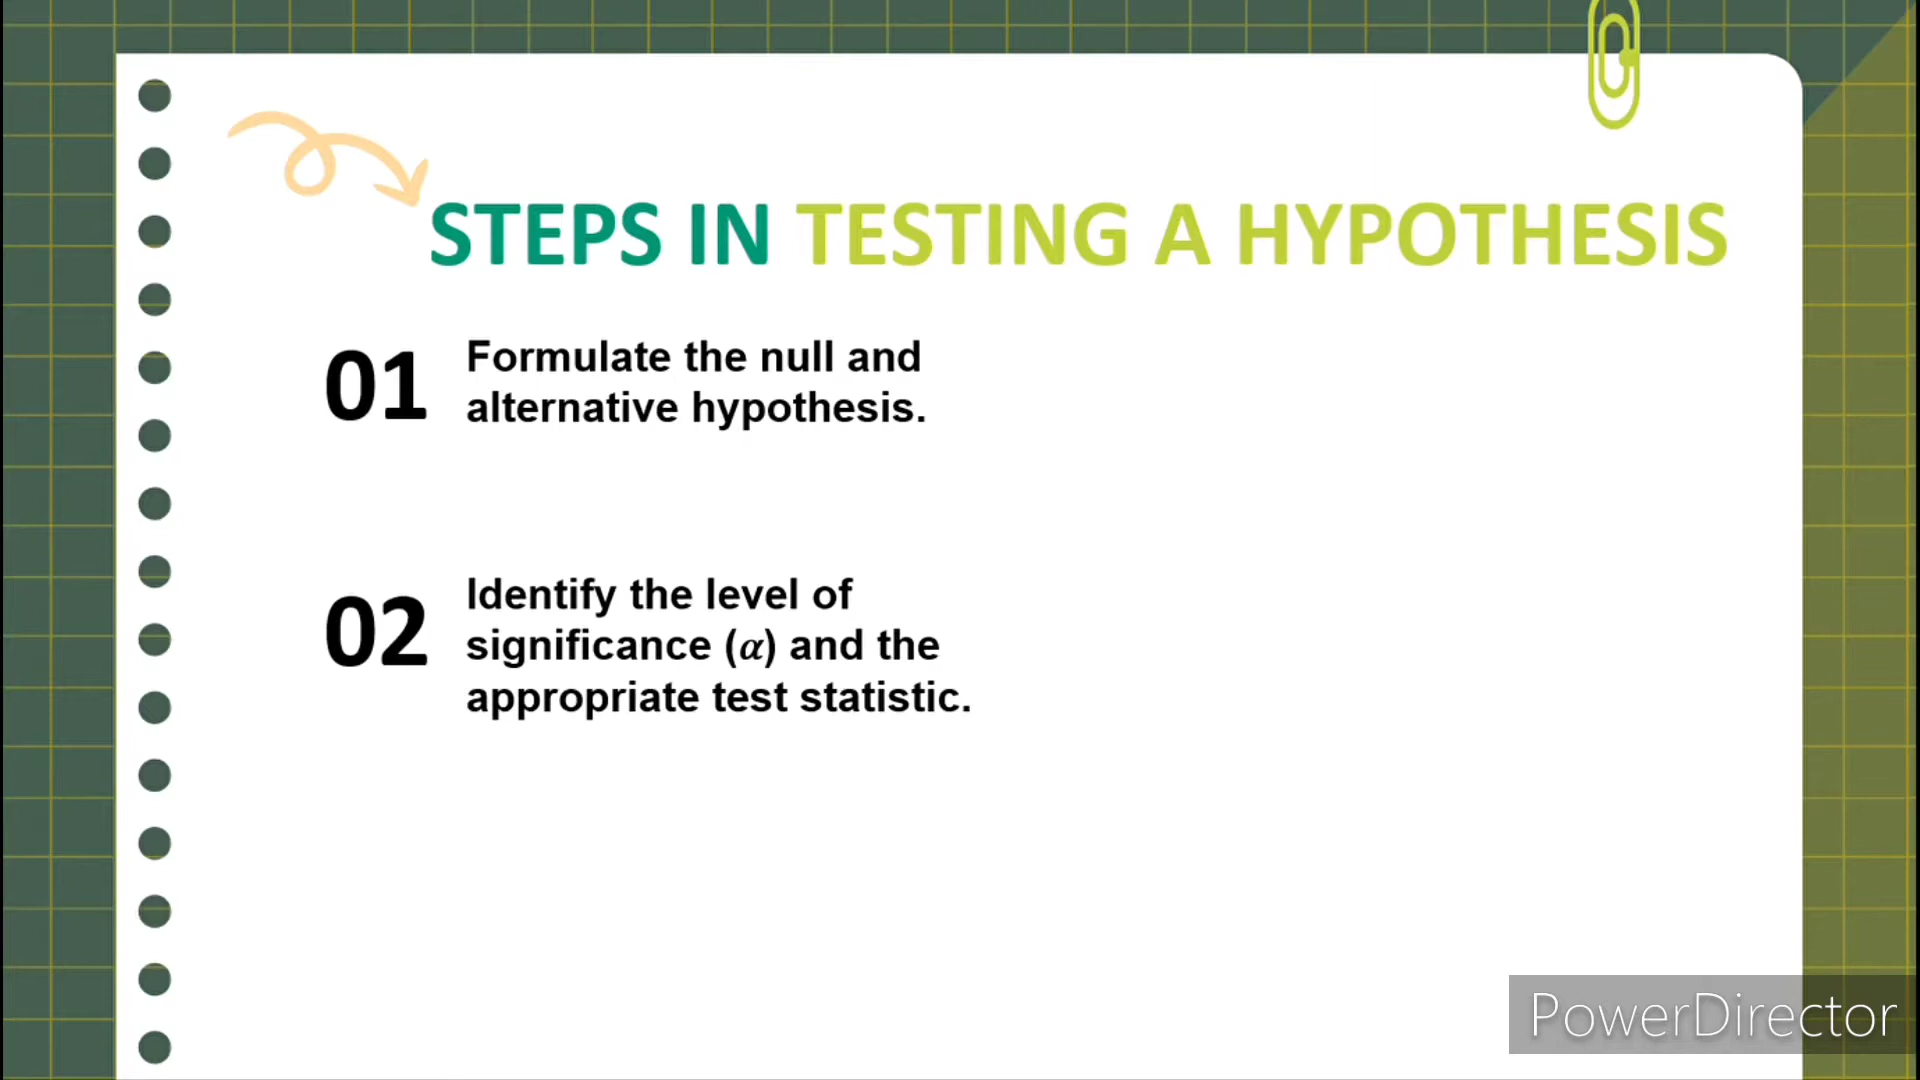 STEPS IN TESTING A HYPOTHESIS
01
Formulate the null and
alternative hypothesis.
02
Identify the level of
significance (α) and the
appropriate test statistic.
PowerDirector